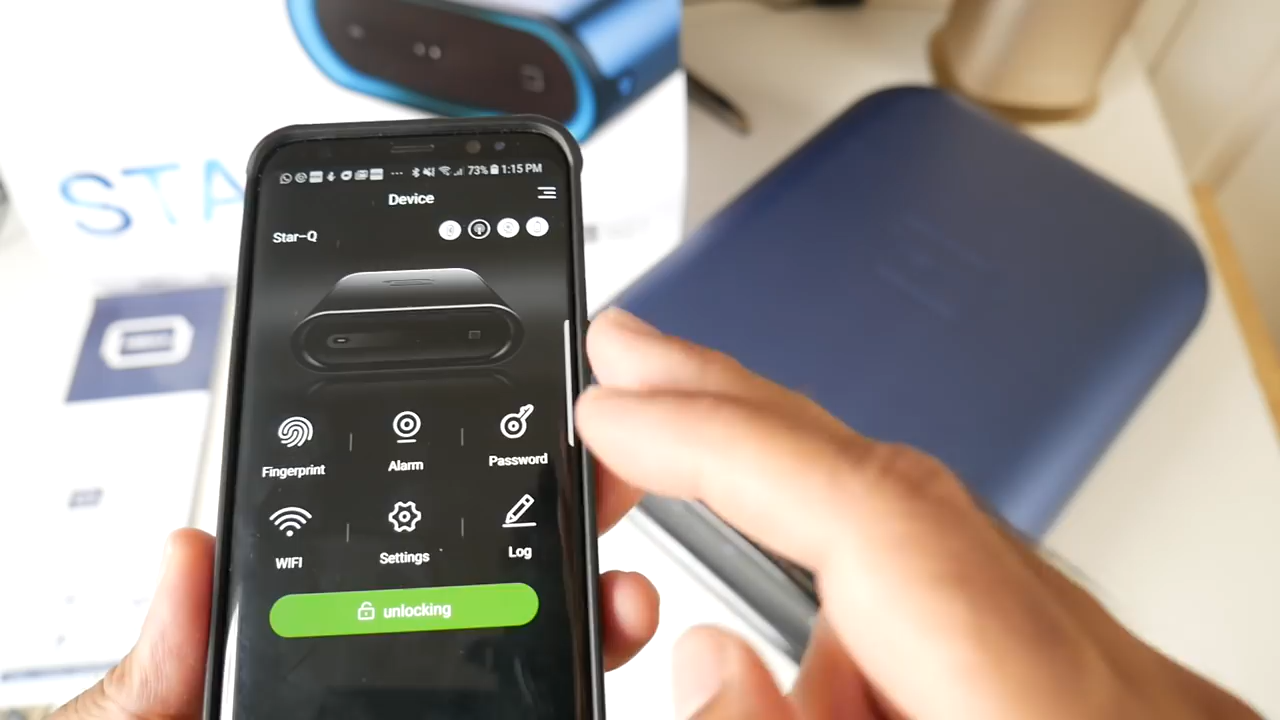 STA
73% 1:15 PM
Device
Star-Q
Fingerprint
Alarm
Password
WIFI
Settings
Log
unlocking